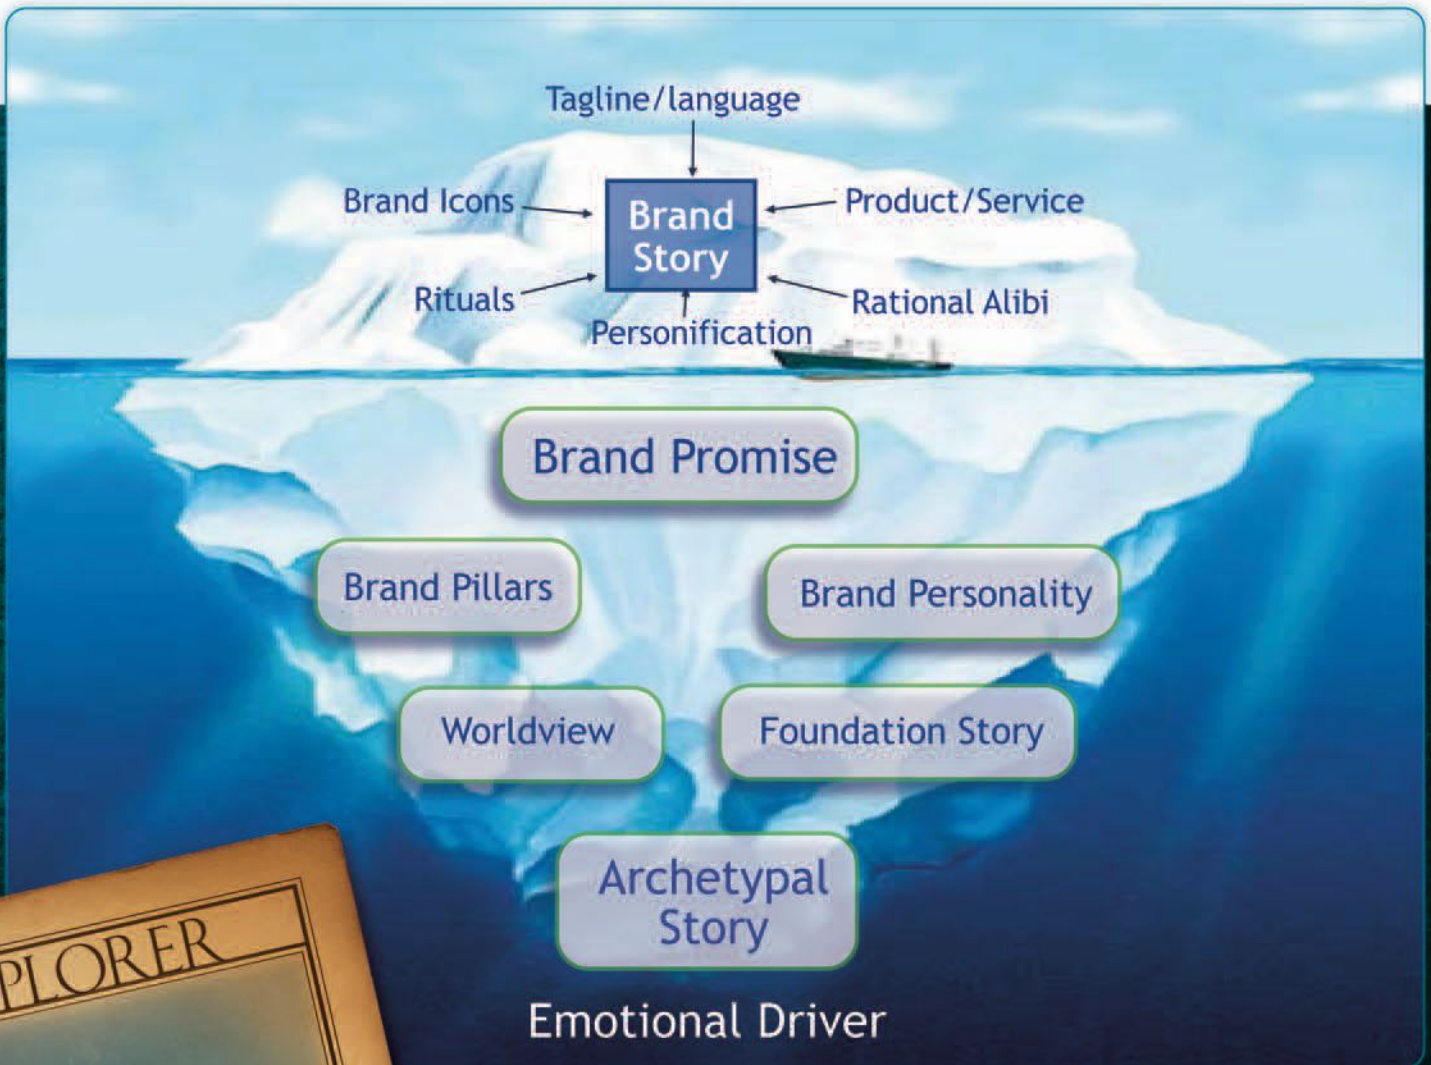 Tagline/language
Brand Icons
Brand
Story
Product/Service
Rituals
Rational Alibi
Personification
Brand Promise
Brand Pillars
Brand Personality
Worldview
Foundation Story
Archetypal
Story
PLORER
Emotional Driver